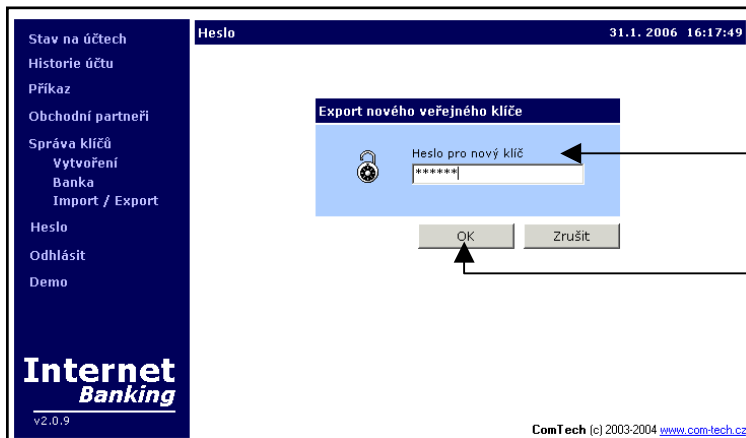 Stav na účtech
Historie účtu
Příkaz
Obchodní partneři
Správa klíčů
Vytvoření
Banka
Import / Export
Heslo
Odhlásit
Demo
Internet
Banking
v2.0.9
Heslo 31.1. 2006 16:17:49
Export nového veřejného klíče
Heslo pro nový klíč
******
OK Zrušit
ComTech (c) 2003-2004 www.com-tech.cz